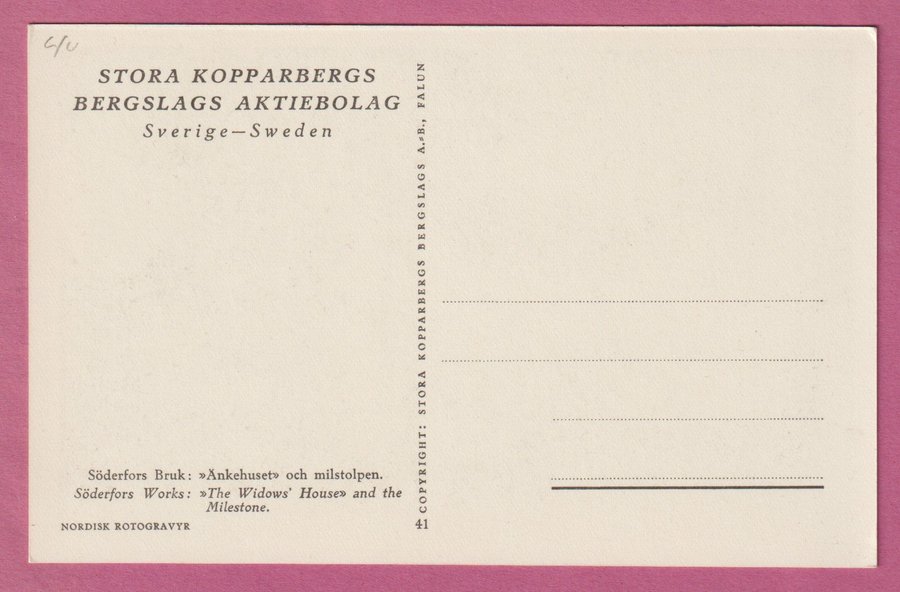 STORA KOPPARBERGS
BERGSLAGS AKTIEBOLAG
Sverige—Sweden
COPYRIGHT: STORA KOPPARBERGS BERGSLAGS A.-B., FALUN
Söderfors Bruk: »Änkehuset» och milstolpen.
Söderfors Works: »The Widows' House» and the
Milestone.
NORDISK ROTOGRAVYR
41